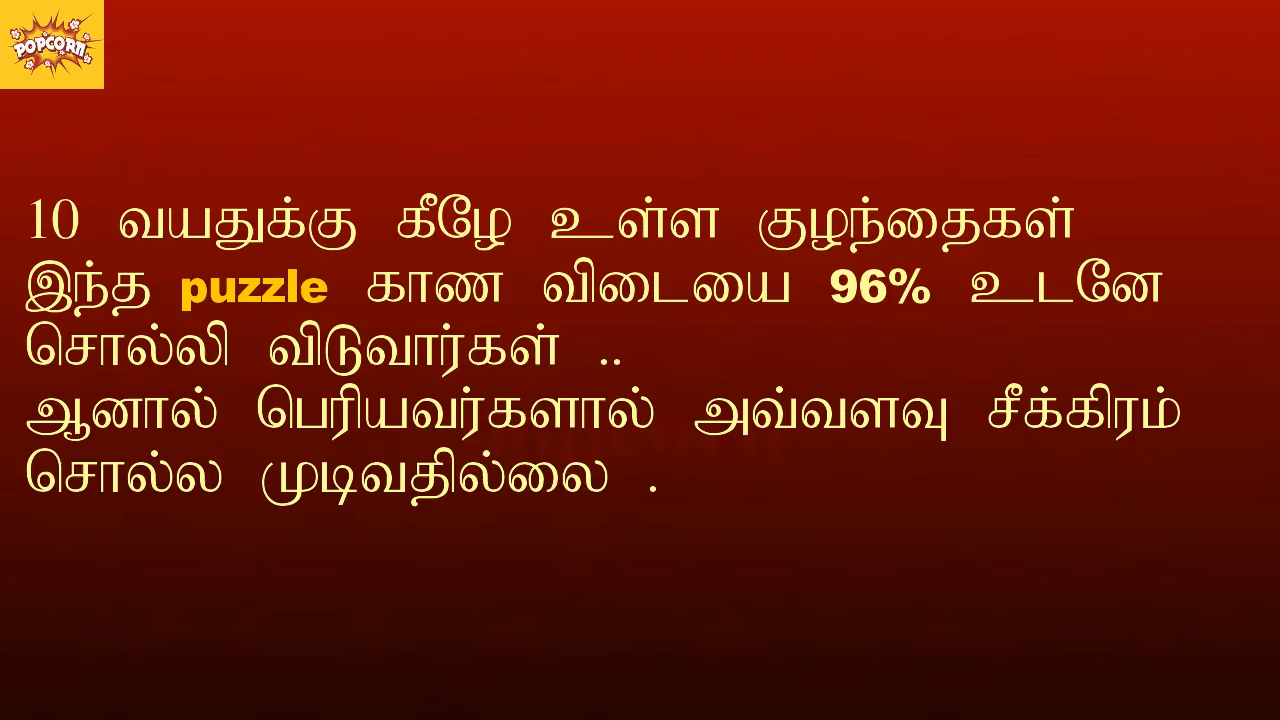 POPCORN
10 வயதுக்கு கீழே உள்ள குழந்தைகள்
இந்த puzzle காண விடையை 96% உடனே
சொல்லி விடுவார்கள் ..
ஆனால் பெரியவர்களால் அவ்வளவு சீக்கிரம்
சொல்ல முடிவதில்லை .